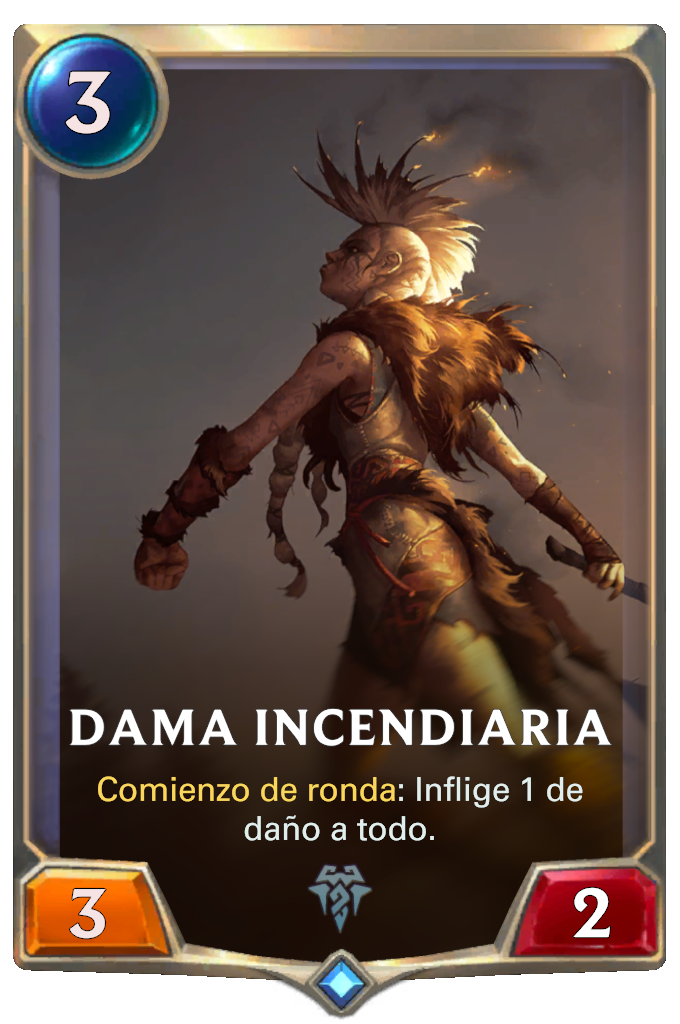 3
DAMA INCENDIARIA
Comienzo de ronda: Inflige 1 de
daño a todo.
3
2